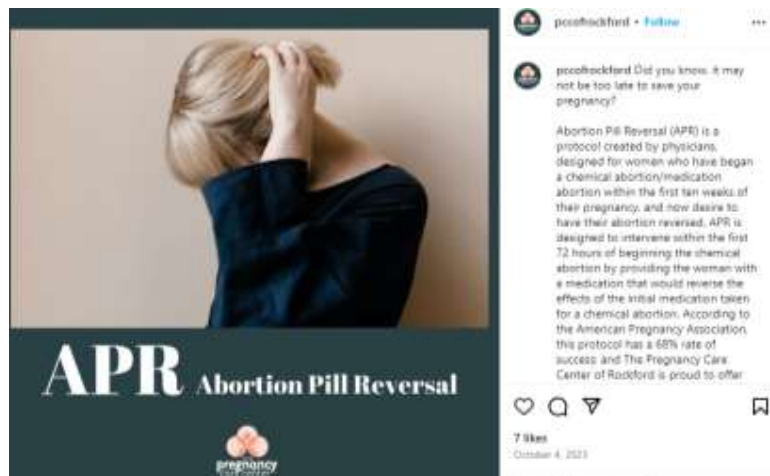 pccofrockford • Follow
pccofrockford Did you know, it may
not be too late to save your
pregnancy?
Abortion Pill Reversal (APR) is a
protocol created by physicians,
designed for women who have began
a chemical abortion/medication
abortion within the first ten weeks of
their pregnancy, and now desire to
have their abortion reversed. APR is
designed to intervene within the first
72 hours of beginning the chemical
abortion by providing the woman with
a medication that would reverse the
effects of the initial medication taken
for a chemical abortion. According to
the American Pregnancy Association,
this protocol has a 68% rate of
success and The Pregnancy Care
Center of Rockford is proud to offer
APR Abortion Pill Reversal
pregnancy
7 likes
October 4, 2023